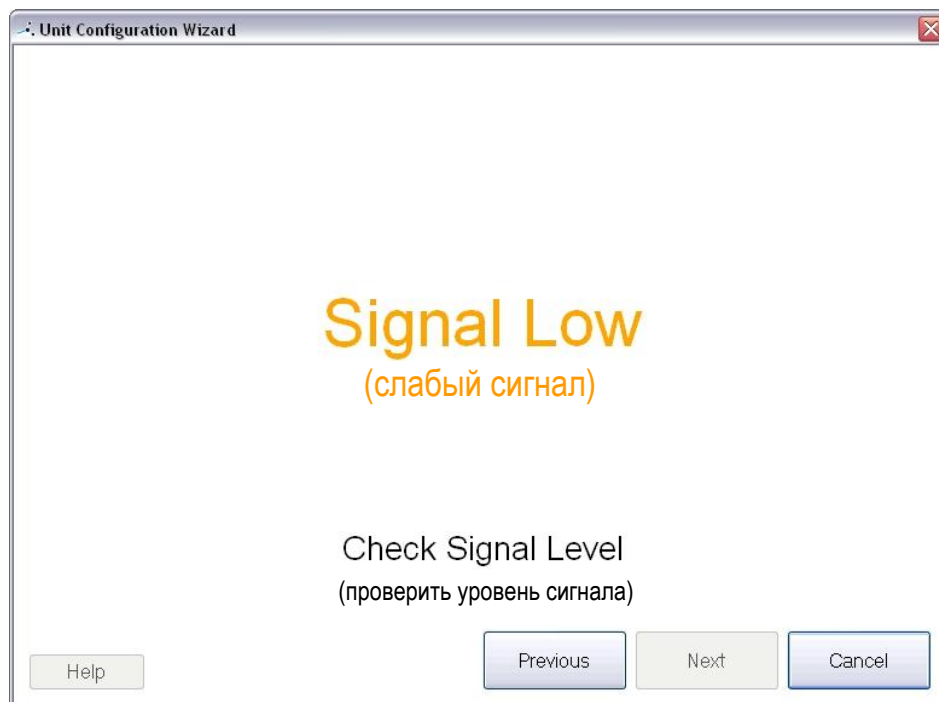 Unit Configuration Wizard
Signal Low
(слабый сигнал)
Check Signal Level
(проверить уровень сигнала)
Help
Previous
Next
Cancel